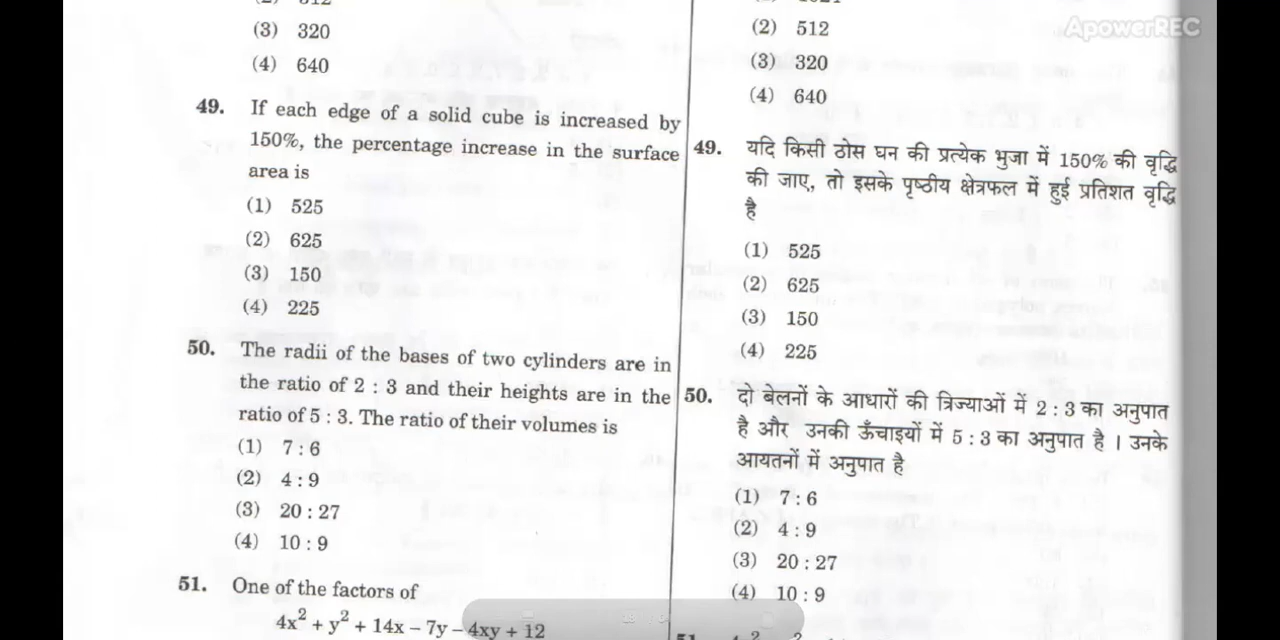 (3) 320
(4) 640
49. If each edge of a solid cube is increased by
150%, the percentage increase in the surface
area is
(1) 525
(2) 625
(3) 150
(4) 225
50. The radii of the bases of two cylinders are in
the ratio of 2 : 3 and their heights are in the
ratio of 5 : 3. The ratio of their volumes is
(1) 7 : 6
(2) 4 : 9
(3) 20 : 27
(4) 10 : 9
51. One of the factors of
4x² + y² + 14x – 7y – 4xy + 12
ApowerREC
(2) 512
(3) 320
(4) 640
49. यदि किसी ठोस घन की प्रत्येक भुजा में 150% की वृद्धि
की जाए, तो इसके पृष्ठीय क्षेत्रफल में हुई प्रतिशत वृद्धि
है
(1) 525
(2) 625
(3) 150
(4) 225
50. दो बेलनों के आधारों की त्रिज्याओं में 2 : 3 का अनुपात
है और उनकी ऊँचाइयों में 5 : 3 का अनुपात है । उनके
आयतनों में अनुपात है
(1) 7 : 6
(2) 4 : 9
(3) 20 : 27
(4) 10 : 9